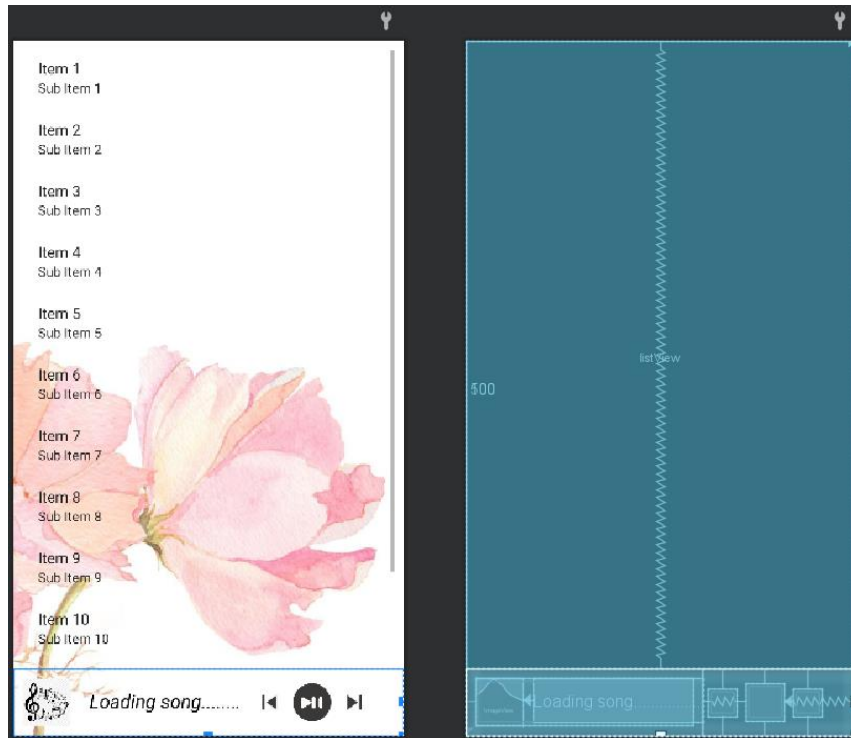 Item 1
Sub Item 1
Item 2
Sub Item 2
Item 3
Sub Item 3
Item 4
Sub Item 4
Item 5
Sub Item 5
Item 6
Sub Item 6
Item 7
Sub Item 7
Item 8
Sub Item 8
Item 9
Sub Item 9
Item 10
Sub Item 10
Loading song........
listView
500
ImageView
Loading song........